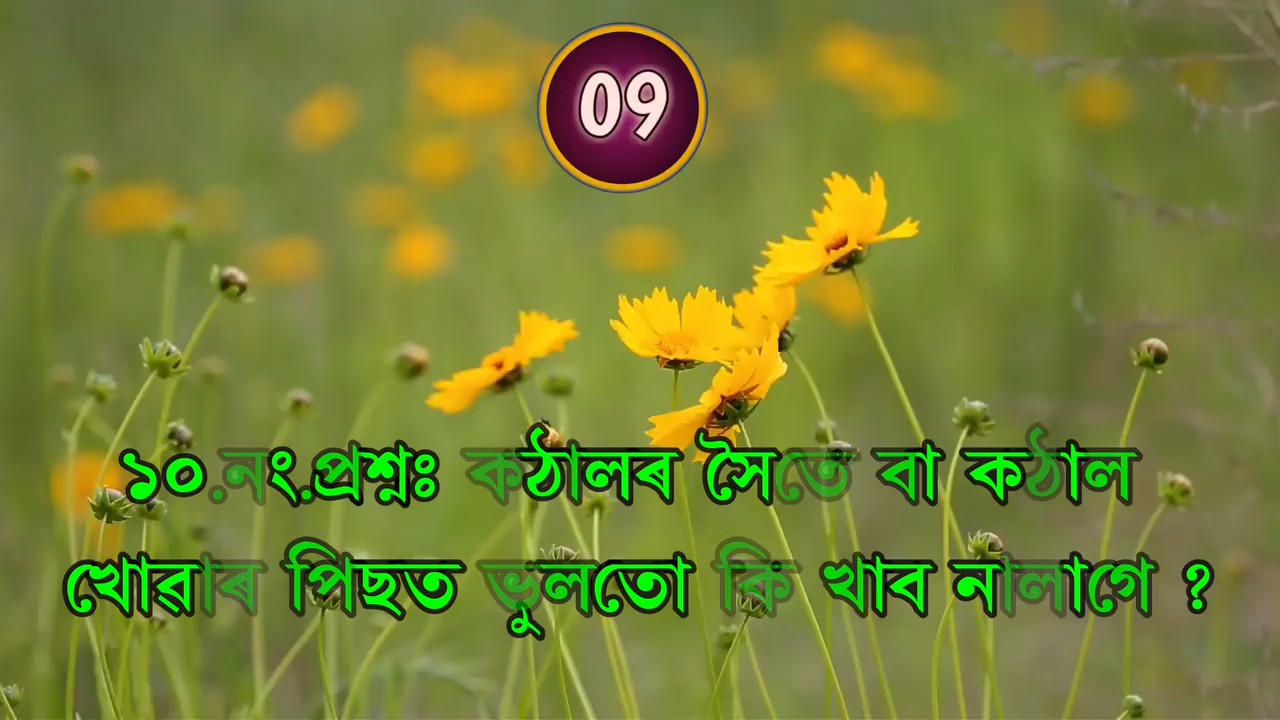 09
১০.নং.প্ৰশ্নঃ কঠালৰ সৈতে বা কঠাল
খোৱাৰ পিছত ভুলতো কি খাব নালাগে ?